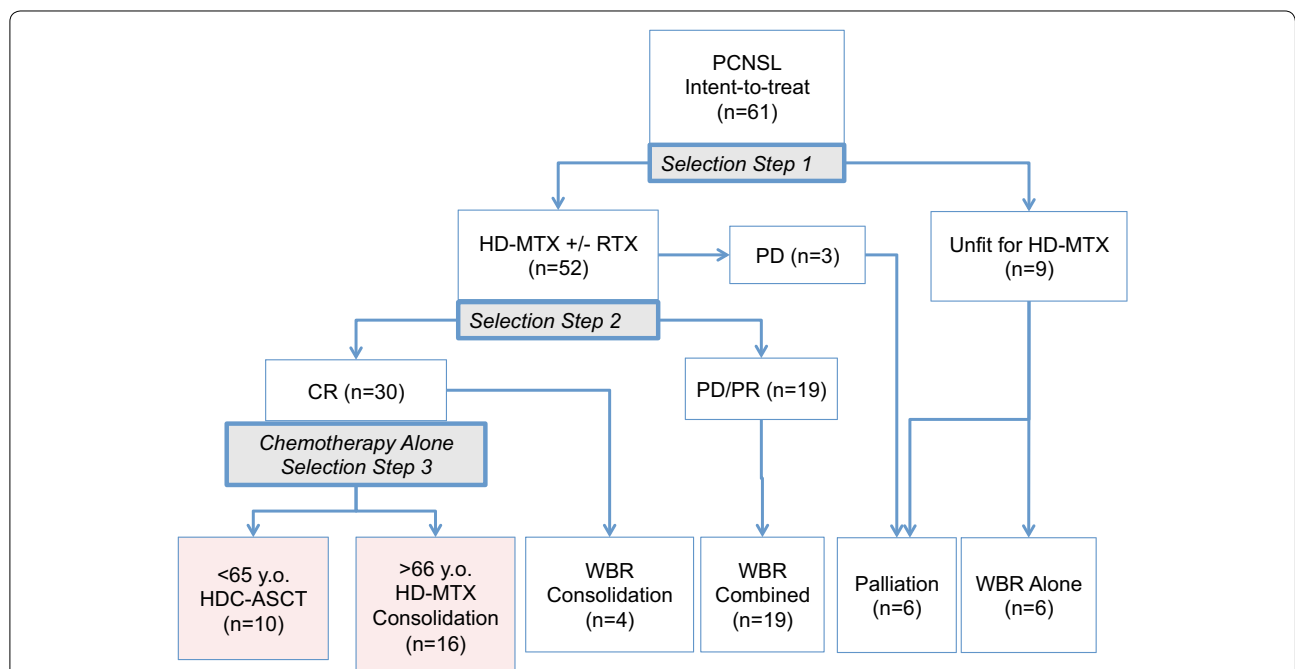 PCNSL
Intent-to-treat
(n=61)
Selection Step 1
HD-MTX +/- RTX
(n=52)
PD (n=3)
Unfit for HD-MTX
(n=9)
Selection Step 2
CR (n=30)
PD/PR (n=19)
Chemotherapy Alone
Selection Step 3
<65 y.o.
HDC-ASCT
(n=10)
>66 y.o.
HD-MTX
Consolidation
(n=16)
WBR
Consolidation
(n=4)
WBR
Combined
(n=19)
Palliation
(n=6)
WBR Alone
(n=6)